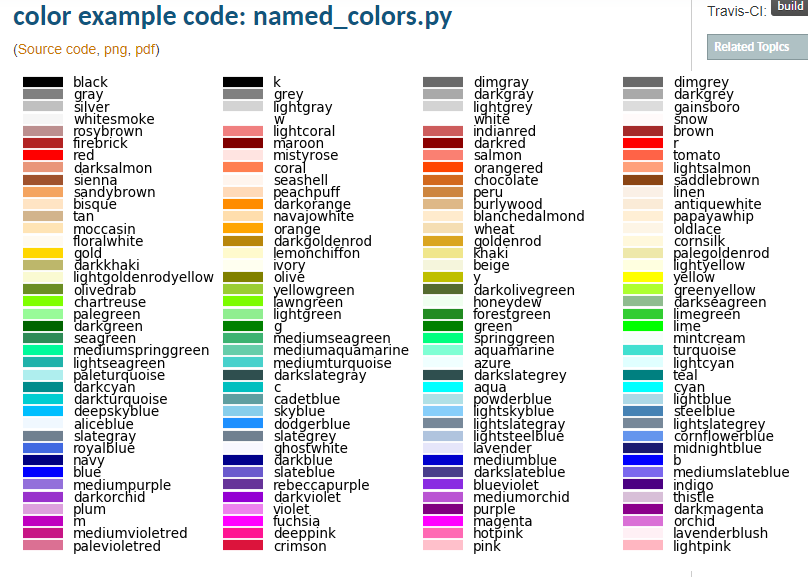 color example code: named_colors.py
Travis-CI: build
(Source code, png, pdf)
Related Topics
black k dimgray dimgrey
gray grey darkgray darkgrey
silver lightgray lightgrey gainsboro
whitesmoke w white snow
rosybrown lightcoral indianred brown
firebrick maroon darkred r
red mistyrose salmon tomato
darksalmon coral orangered lightsalmon
sienna seashell chocolate saddlebrown
sandybrown peachpuff peru linen
bisque darkorange burlywood antiquewhite
tan navajowhite blanchedalmond papayawhip
moccasin orange wheat oldlace
floralwhite darkgoldenrod goldenrod cornsilk
gold lemonchiffon khaki palegoldenrod
darkkhaki ivory beige lightyellow
lightgoldenrodyellow olive y yellow
olivedrab yellowgreen darkolivegreen greenyellow
chartreuse lawngreen honeydew darkseagreen
palegreen lightgreen forestgreen limegreen
darkgreen g green lime
seagreen mediumseagreen springgreen mintcream
mediumspringgreen mediumaquamarine aquamarine turquoise
lightseagreen mediumturquoise azure lightcyan
paleturquoise darkslategray darkslategrey teal
darkcyan c aqua cyan
darkturquoise cadetblue powderblue lightblue
deepskyblue skyblue lightskyblue steelblue
aliceblue dodgerblue lightslategray lightslategrey
slategray slategrey lightsteelblue cornflowerblue
royalblue ghostwhite lavender midnightblue
navy darkblue mediumblue b
blue slateblue darkslateblue mediumslateblue
mediumpurple rebeccapurple blueviolet indigo
darkorchid darkviolet mediumorchid thistle
plum violet purple darkmagenta
m fuchsia magenta orchid
mediumvioletred deeppink hotpink lavenderblush
palevioletred crimson pink lightpink